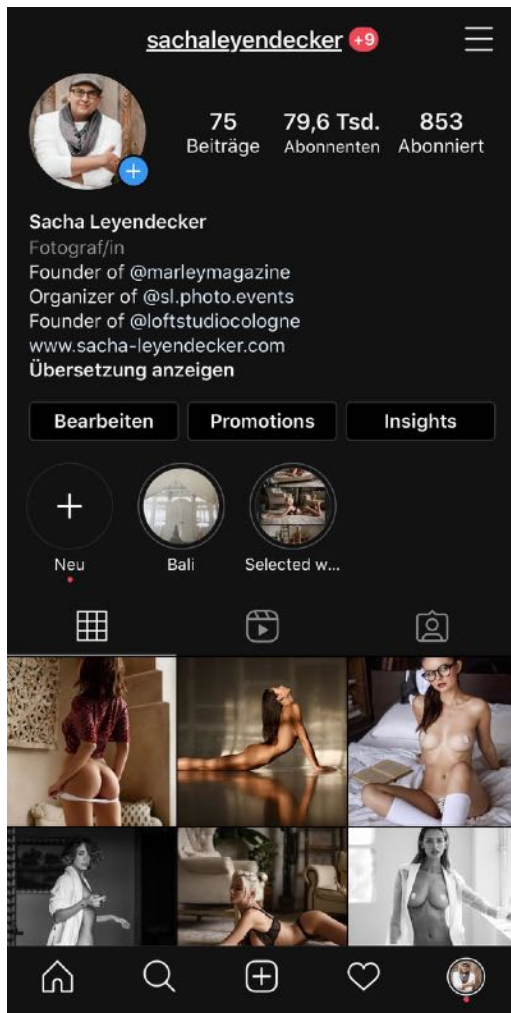 sachaleyendecker +9
75 79,6 Tsd. 853
Beiträge Abonnenten Abonniert
Sacha Leyendecker
Fotograf/in
Founder of @marleymagazine
Organizer of @sl.photo.events
Founder of @loftstudiocologne
www.sacha-leyendecker.com
Übersetzung anzeigen
Bearbeiten Promotions Insights
Neu Bali Selected w...